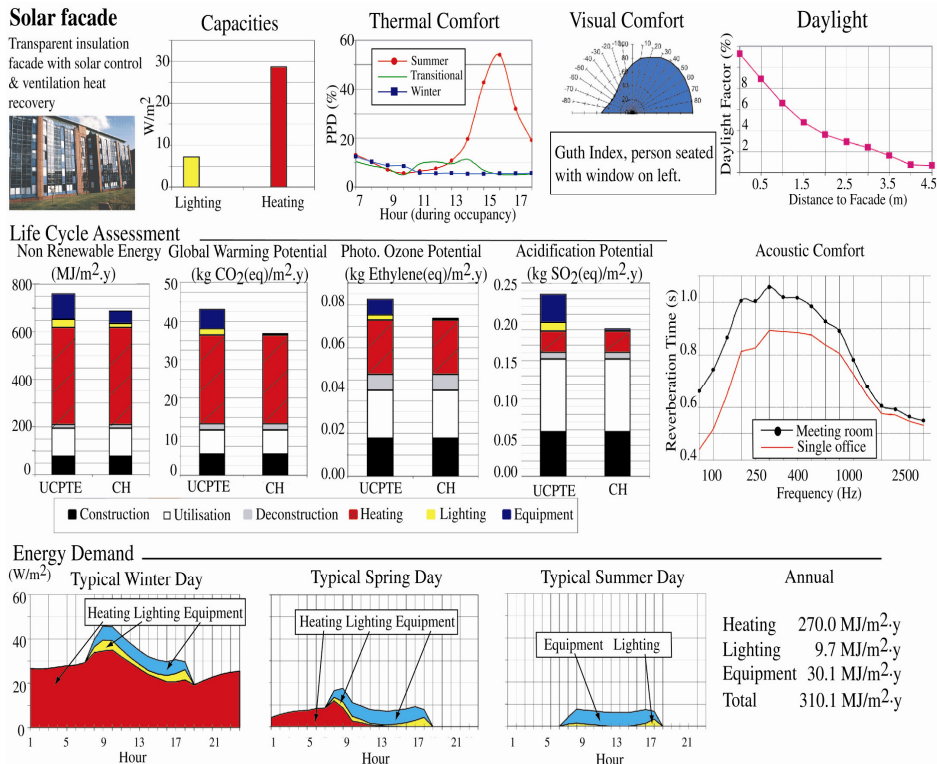 Solar facade
Transparent insulation
facade with solar control
& ventilation heat
recovery
Capacities
W/m2
30
20
10
0
Lighting
Heating
Thermal Comfort
PPD (%)
60
40
20
0
Summer
Transitional
Winter
7 9 11 13 15 17
Hour (during occupancy)
Visual Comfort
Guth Index, person seated
with window on left.
Daylight
Daylight Factor (%)
8
6
4
2
0
0.5 1.5 2.5 3.5 4.5
Distance to Facade (m)
Life Cycle Assessment
Non Renewable Energy
(MJ/m2.y)
800
600
400
200
0
UCPTE CH
Global Warming Potential
(kg CO2(eq)/m2.y)
50
40
30
20
10
0
UCPTE CH
Photo. Ozone Potential
(kg Ethylene(eq)/m2.y)
0.08
0.06
0.04
0.02
0.00
UCPTE CH
Acidification Potential
(kg SO2(eq)/m2.y)
0.25
0.20
0.15
0.10
0.05
0.00
UCPTE CH
Construction Utilisation Deconstruction Heating Lighting Equipment
Acoustic Comfort
Reverberation Time (s)
1.0
0.8
0.6
0.4
Meeting room
Single office
100 250 400 1000 2500
Frequency (Hz)
Energy Demand
(W/m2)
Typical Winter Day
60
40
20
0
Heating Lighting Equipment
1 5 9 13 17 21
Hour
Typical Spring Day
Heating Lighting Equipment
1 5 9 13 17 21
Hour
Typical Summer Day
Equipment Lighting
1 5 9 13 17 21
Hour
Annual
Heating 270.0 MJ/m2·y
Lighting 9.7 MJ/m2·y
Equipment 30.1 MJ/m2·y
Total 310.1 MJ/m2·y